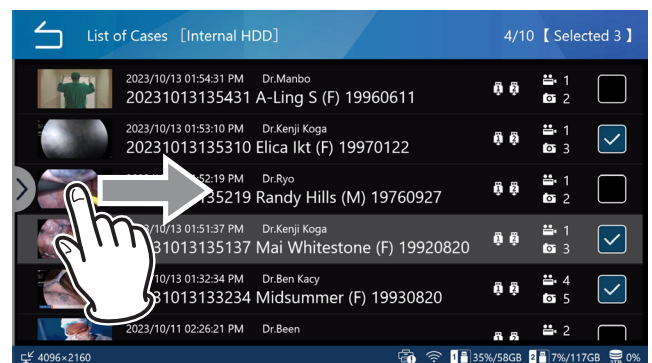 List of Cases [Internal HDD] 4/10 【 Selected 3 】
2023/10/13 01:54:31 PM Dr.Manbo
20231013135431 A-Ling S (F) 19960611
1
2
2023/10/13 01:53:10 PM Dr.Kenji Koga
20231013135310 Elica Ikt (F) 19970122
1
3
:52:19 PM Dr.Ryo
35219 Randy Hills (M) 19760927
1
2
/10/13 01:51:37 PM Dr.Kenji Koga
31013135137 Mai Whitestone (F) 19920820
1
3
/10/13 01:32:34 PM Dr.Ben Kacy
31013133234 Midsummer (F) 19930820
4
5
2023/10/11 02:26:21 PM Dr.Been
2
4096×2160 1 35%/58GB 2 7%/117GB 0%